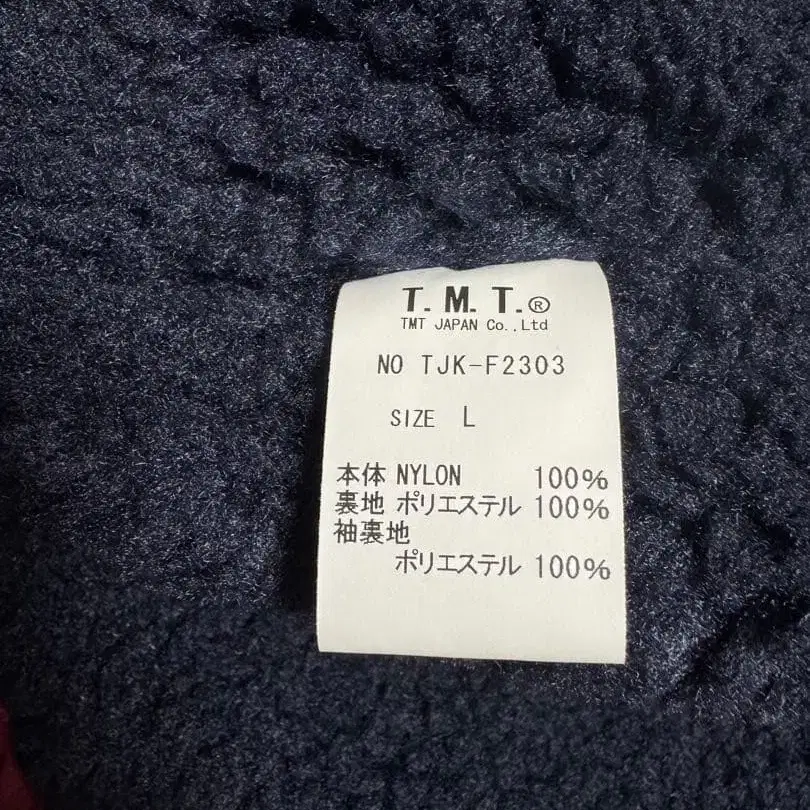 T. M. T.®
TMT JAPAN Co.,Ltd
NO TJK-F2303
SIZE L
本体 NYLON 100%
裏地 ポリエステル 100%
袖裏地
ポリエステル 100%